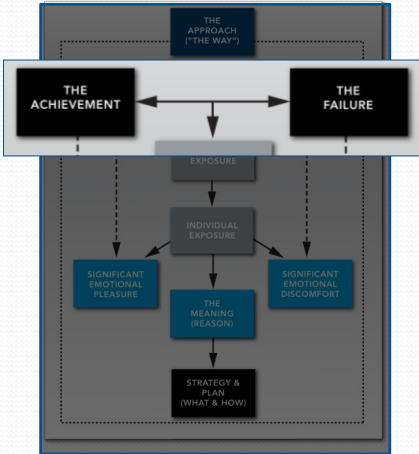 THE
APPROACH
("THE WAY")
THE
ACHIEVEMENT
THE
FAILURE
EXPOSURE
INDIVIDUAL
EXPOSURE
SIGNIFICANT
EMOTIONAL
PLEASURE
SIGNIFICANT
EMOTIONAL
DISCOMFORT
THE
MEANING
(REASON)
STRATEGY &
PLAN
(WHAT & HOW)